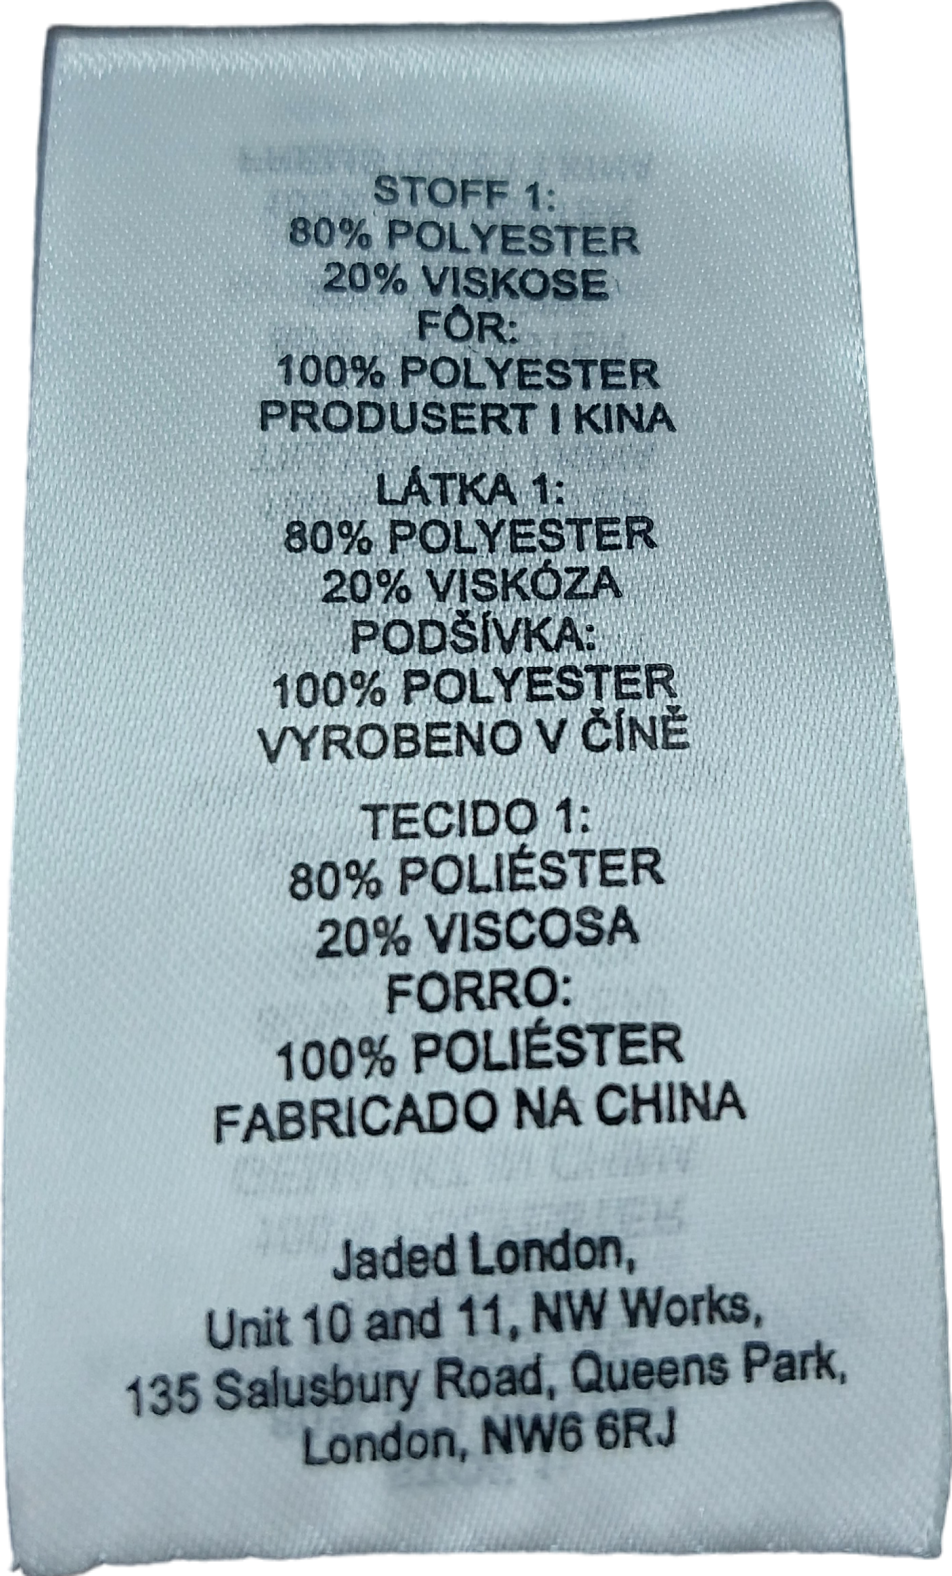 STOFF 1:
80% POLYESTER
20% VISKOSE
FÔR:
100% POLYESTER
PRODUSERT I KINA
LÁTKA 1:
80% POLYESTER
20% VISKÓZA
PODŠÍVKA:
100% POLYESTER
VYROBENO V ČÍNĚ
TECIDO 1:
80% POLIÉSTER
20% VISCOSA
FORRO:
100% POLIÉSTER
FABRICADO NA CHINA
Jaded London,
Unit 10 and 11, NW Works,
135 Salusbury Road, Queens Park,
London, NW6 6RJ